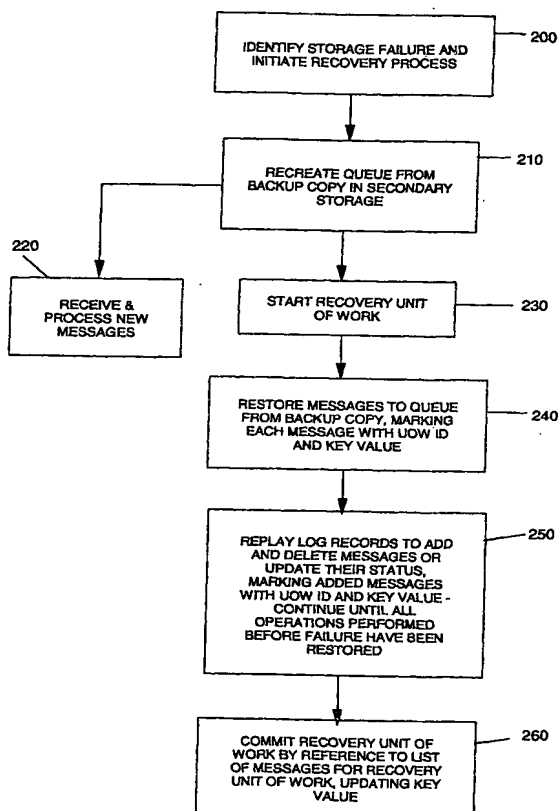 200
IDENTIFY STORAGE FAILURE AND
INITIATE RECOVERY PROCESS
210
RECREATE QUEUE FROM
BACKUP COPY IN SECONDARY
STORAGE
220
RECEIVE &
PROCESS NEW
MESSAGES
START RECOVERY UNIT
OF WORK
230
RESTORE MESSAGES TO QUEUE
FROM BACKUP COPY, MARKING
EACH MESSAGE WITH UOW ID
AND KEY VALUE
240
250
REPLAY LOG RECORDS TO ADD
AND DELETE MESSAGES OR
UPDATE THEIR STATUS,
MARKING ADDED MESSAGES
WITH UOW ID AND KEY VALUE -
CONTINUE UNTIL ALL
OPERATIONS PERFORMED
BEFORE FAILURE HAVE BEEN
RESTORED
260
COMMIT RECOVERY UNIT OF
WORK BY REFERENCE TO LIST
OF MESSAGES FOR RECOVERY
UNIT OF WORK, UPDATING KEY
VALUE